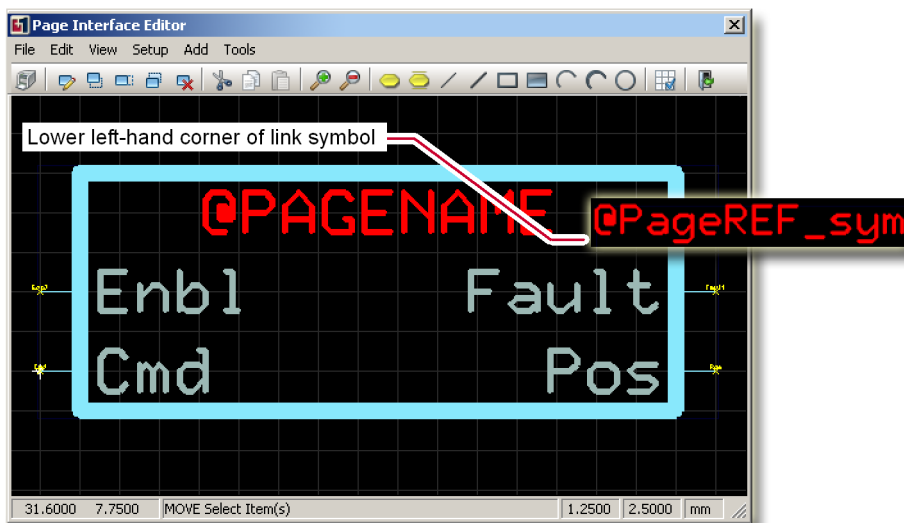 Page Interface Editor
File Edit View Setup Add Tools
Lower left-hand corner of link symbol
@PAGENAME
@PageREF_sym
Enbl Fault
Cmd Pos
31.6000 7.7500 MOVE Select Item(s) 1.2500 2.5000 mm